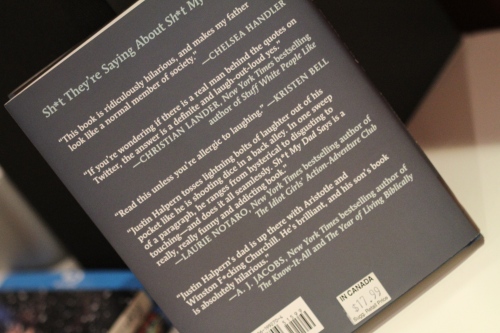 Sh*t They're Saying About Sh*t My
"This book is ridiculously hilarious, and makes my father
look like a normal member of society." —CHELSEA HANDLER
"If you're wondering if there is a real man behind the quotes on
Twitter, the answer is a definite and laugh-out-loud yes."
—CHRISTIAN LANDER, New York Times bestselling
author of Stuff White People Like
"Read this unless you're allergic to laughing." —KRISTEN BELL
"Justin Halpern tosses lightning bolts of laughter out of his
pocket like he is shooting dice in a back alley. In one sweep
of a paragraph, he ranges from hysterical to disgusting to
touching—and does it all seamlessly. Sh*t My Dad Says is a
really, really funny and addicting book."
—LAURIE NOTARO, New York Times bestselling author of
The Idiot Girls' Action-Adventure Club
"Justin Halpern's dad is up there with Aristotle and
Winston F*cking Churchill. He's brilliant, and his son's book
is absolutely hilarious."
—A. J. JACOBS, New York Times bestselling author of
The Know-It-All and The Year of Living Biblically
IN CANADA
$17.99